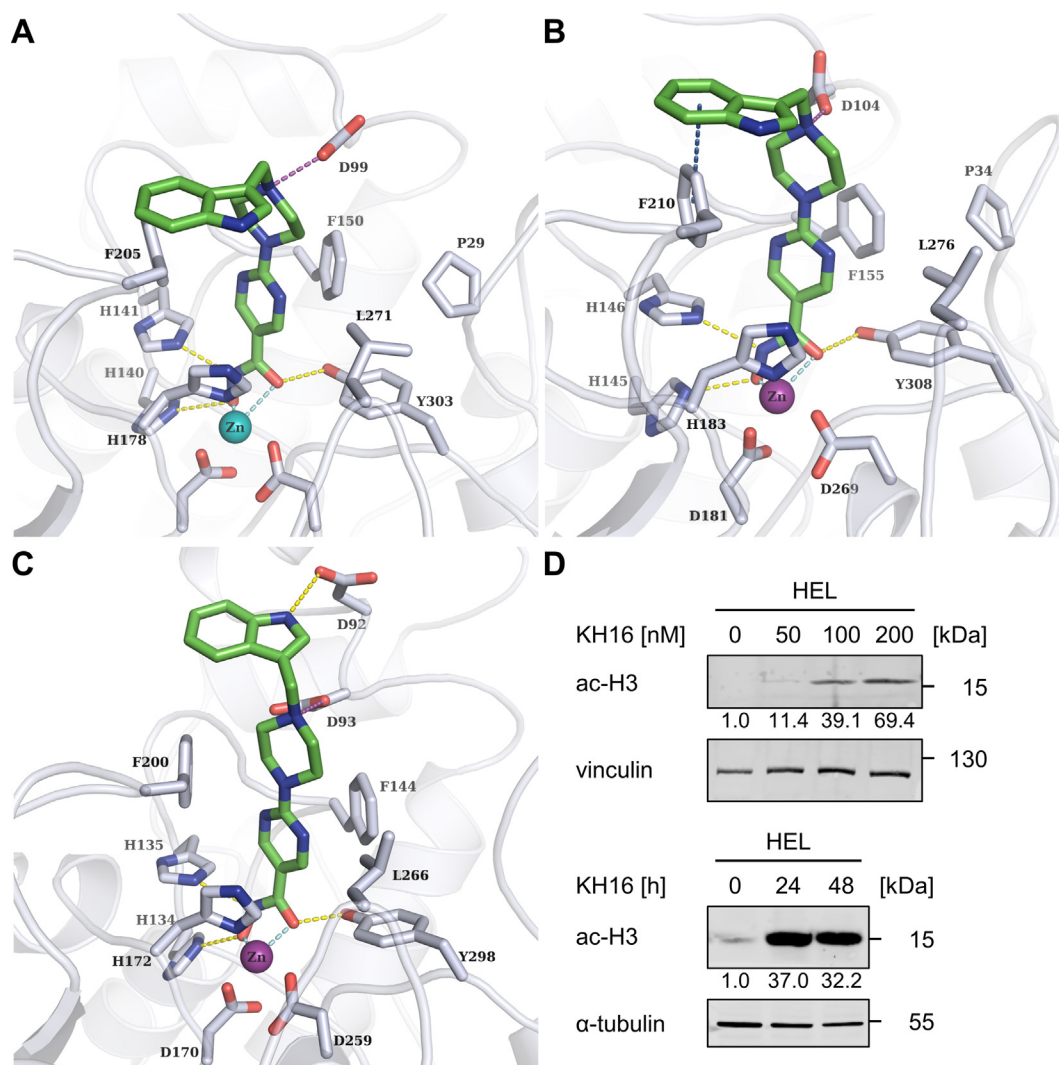 A
D99
F150
F205
P29
H141
L271
H140
Zn
Y303
H178
B
D104
P34
F210
L276
F155
H146
H145
Zn
Y308
H183
D269
D181
C
D92
D93
F200
F144
H135
L266
H134
Zn
H172
Y298
D170
D259
D
HEL
KH16 [nM] 0 50 100 200 [kDa]
ac-H3 15
1.0 11.4 39.1 69.4
vinculin 130
HEL
KH16 [h] 0 24 48 [kDa]
ac-H3 15
1.0 37.0 32.2
α-tubulin 55